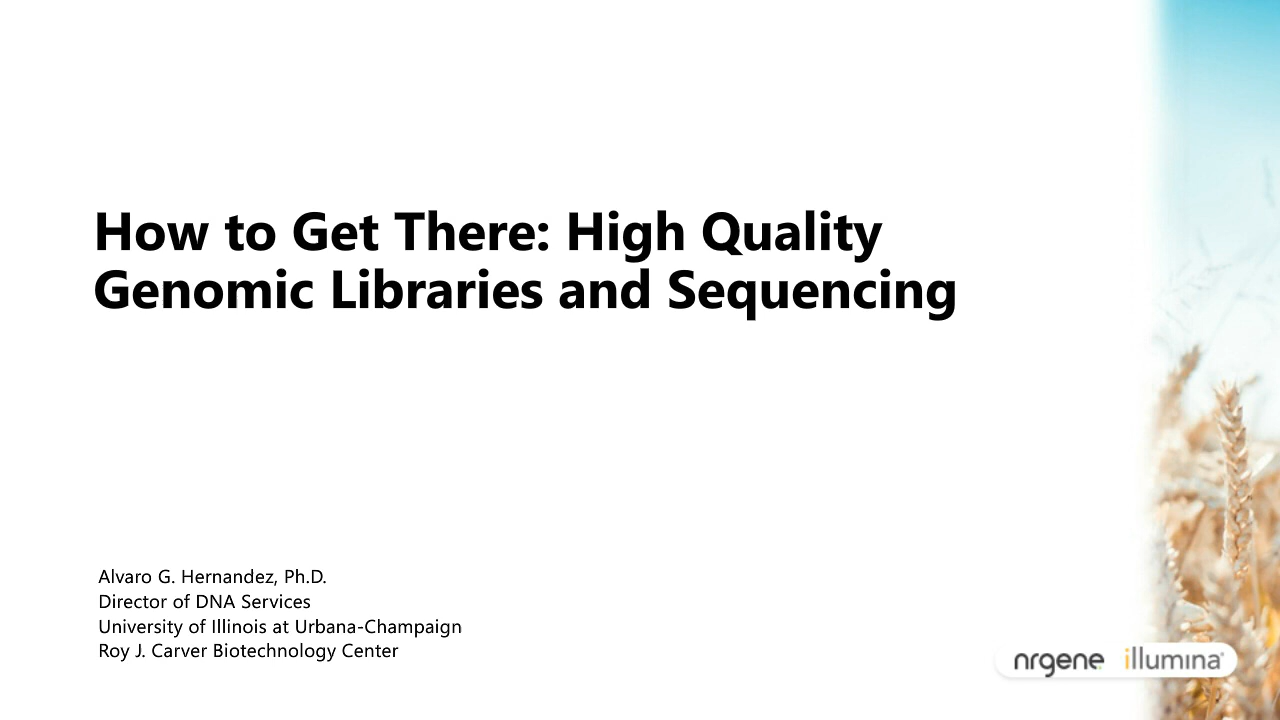 How to Get There: High Quality
Genomic Libraries and Sequencing
Alvaro G. Hernandez, Ph.D.
Director of DNA Services
University of Illinois at Urbana-Champaign
Roy J. Carver Biotechnology Center
nrgene illumina®